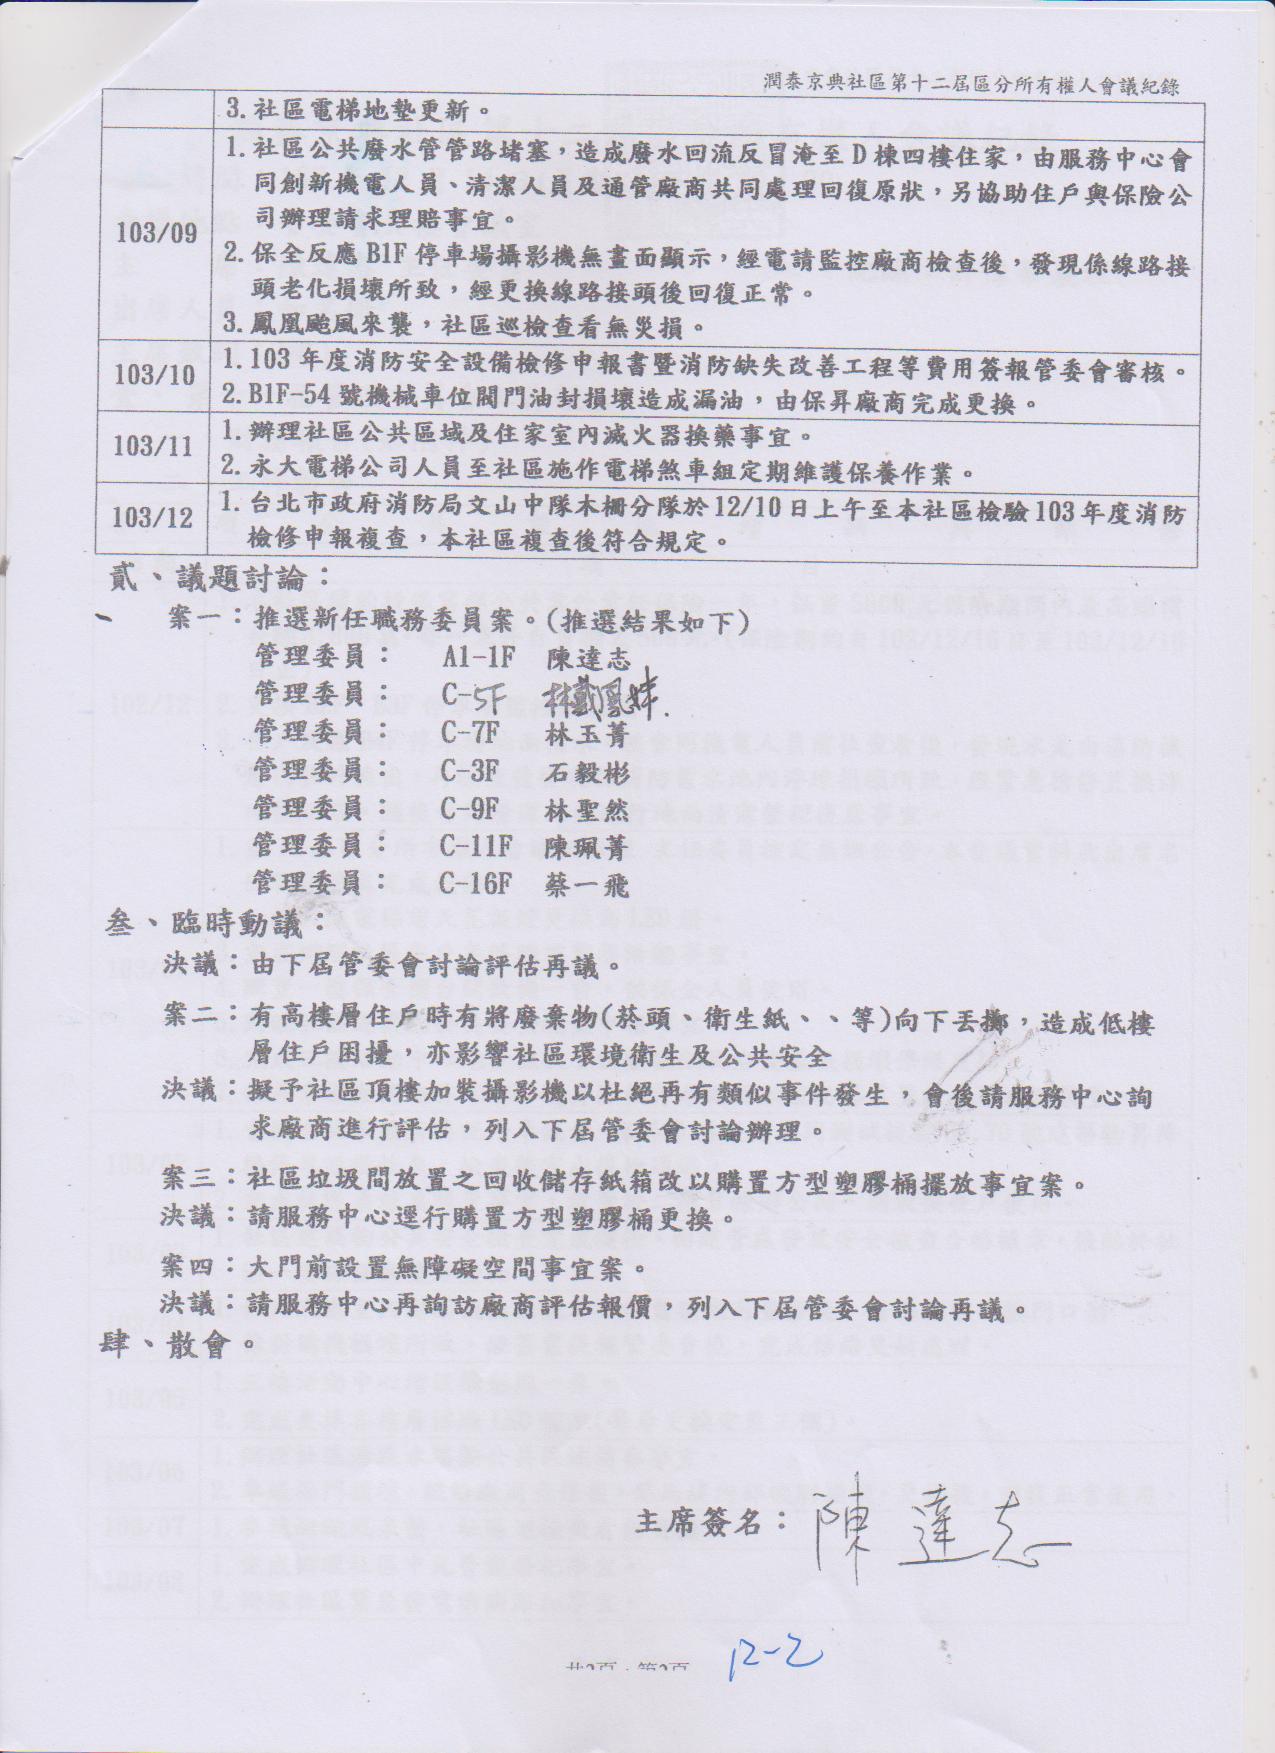 潤泰京典社區第十二屆區分所有權人會議紀錄
3.社區電梯地墊更新。
103/09
1.社區公共廢水管管路堵塞，造成廢水回流反冒淹至D棟四樓住家，由服務中心會
同創新機電人員、清潔人員及通管廠商共同處理回復原狀，另協助住戶與保險公
司辦理請求理賠事宜。
2.保全反應B1F停車場攝影機無畫面顯示，經電請監控廠商檢查後，發現係線路接
頭老化損壞所致，經更換線路接頭後回復正常。
3.鳳凰颱風來襲，社區巡檢查看無災損。
103/10
1.103年度消防安全設備檢修申報書暨消防缺失改善工程等費用簽報管委會審核。
2.B1F-54號機械車位閥門油封損壞造成漏油，由保昇廠商完成更換。
103/11
1.辦理社區公共區域及住家室內滅火器換藥事宜。
2.永大電梯公司人員至社區施作電梯煞車組定期維護保養作業。
103/12
1.台北市政府消防局文山中隊木柵分隊於12/10日上午至本社區檢驗103年度消防
檢修申報複查，本社區複查後符合規定。
貳、議題討論：
案一：推選新任職務委員案。(推選結果如下)
管理委員： A1-1F 陳達志
管理委員： C-5F 林戴鳳妹
管理委員： C-7F 林玉菁
管理委員： C-3F 石毅彬
管理委員： C-9F 林聖然
管理委員： C-11F 陳珮菁
管理委員： C-16F 蔡一飛
叁、臨時動議：
決議：由下屆管委會討論評估再議。
案二：有高樓層住戶時有將廢棄物(菸頭、衛生紙、、等)向下丟擲，造成低樓
層住戶困擾，亦影響社區環境衛生及公共安全
決議：擬予社區頂樓加裝攝影機以杜絕再有類似事件發生，會後請服務中心詢
求廠商進行評估，列入下屆管委會討論辦理。
案三：社區垃圾間放置之回收儲存紙箱改以購置方型塑膠桶擺放事宜案。
決議：請服務中心逕行購置方型塑膠桶更換。
案四：大門前設置無障礙空間事宜案。
決議：請服務中心再詢訪廠商評估報價，列入下屆管委會討論再議。
肆、散會。
主席簽名：陳達志
12-2